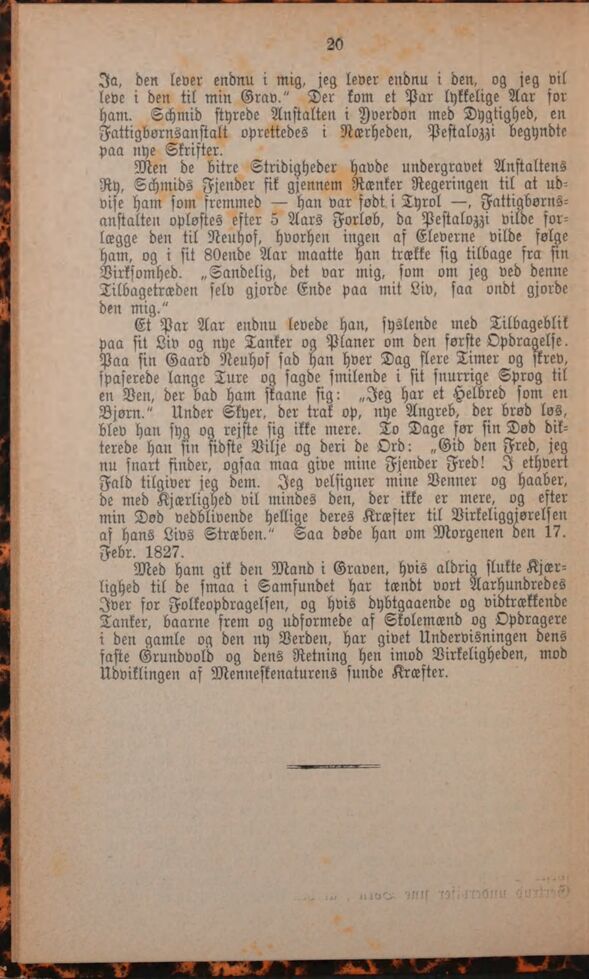 20
Ja, den lever endnu i mig, jeg lever endnu i den, og jeg vil
leve i den til min Grav.“ Der kom et Par lykkelige Aar for
ham. Schmid styrede Anstalten i Yverdon med Dygtighed, en
Fattigbørnsanstalt oprettedes i Nærheden, Pestalozzi begyndte
paa nye Skrifter.
Men de bitre Stridigheder havde undergravet Anstaltens
Ry, Schmids Fjender fik gjennem Rænker Regeringen til at ud-
vise ham som fremmed — han var født i Tyrol —, Fattigbørns-
anstalten opløstes efter 5 Aars Forløb, da Pestalozzi vilde for-
lægge den til Neuhof, hvorhen ingen af Eleverne vilde følge
ham, og i sit 80ende Aar maatte han trække sig tilbage fra sin
Virksomhed. „Sandelig, det var mig, som om jeg ved denne
Tilbagetræden selv gjorde Ende paa mit Liv, saa ondt gjorde
den mig.“
Et Par Aar endnu levede han, syslende med Tilbageblik
paa sit Liv og nye Tanker og Planer om den første Opdragelse.
Paa sin Gaard Neuhof sad han hver Dag flere Timer og skrev,
spaserede lange Ture og sagde smilende i sit snurrige Sprog til
en Ven, der bad ham skaane sig: „Jeg har et Helbred som en
Bjørn.“ Under Skyer, der trak op, nye Angreb, der brød løs,
blev han syg og rejste sig ikke mere. To Dage før sin Død dik-
terede han sin sidste Vilje og deri de Ord: „Gid den Fred, jeg
nu snart finder, ogsaa maa give mine Fjender Fred! I ethvert
Fald tilgiver jeg dem. Jeg velsigner mine Venner og haaber,
de med Kjærlighed vil mindes den, der ikke er mere, og efter
min Død vedblivende hellige deres Kræfter til Virkeliggjørelsen
af hans Livs Stræben.“ Saa døde han om Morgenen den 17.
Febr. 1827.
Med ham gik den Mand i Graven, hvis aldrig slukte Kjær-
lighed til de smaa i Samfundet har tændt vort Aarhundredes
Iver for Folkeopdragelsen, og hvis dybtgaaende og vidtrækkende
Tanker, baarne frem og udformede af Skolemænd og Opdragere
i den gamle og den ny Verden, har givet Undervisningen dens
faste Grundvold og dens Retning hen imod Virkeligheden, mod
Udviklingen af Menneskenaturens sunde Kræfter.